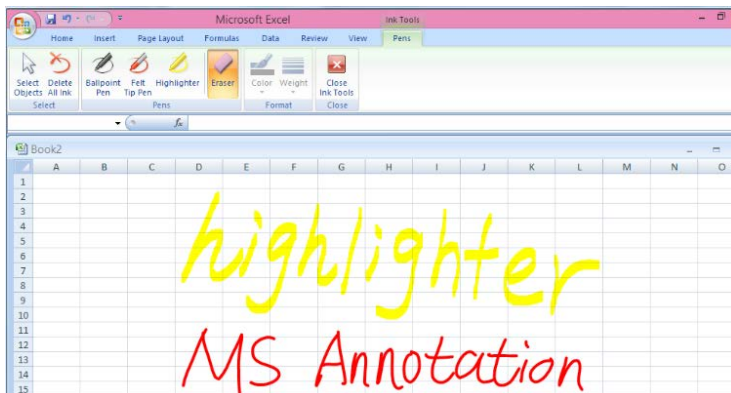 Microsoft Excel
Ink Tools
Home Insert Page Layout Formulas Data Review View Pens
Select Objects
Delete All Ink
Ballpoint Pen
Felt Tip Pen
Highlighter
Eraser
Color
Weight
Close Ink Tools
Select Pens Format Close
fx
Book2
A B C D E F G H I J K L M N O
1
2
3
4
5
6
7
8
9
10
11
12
13
14
15
highlighter
MS Annotation